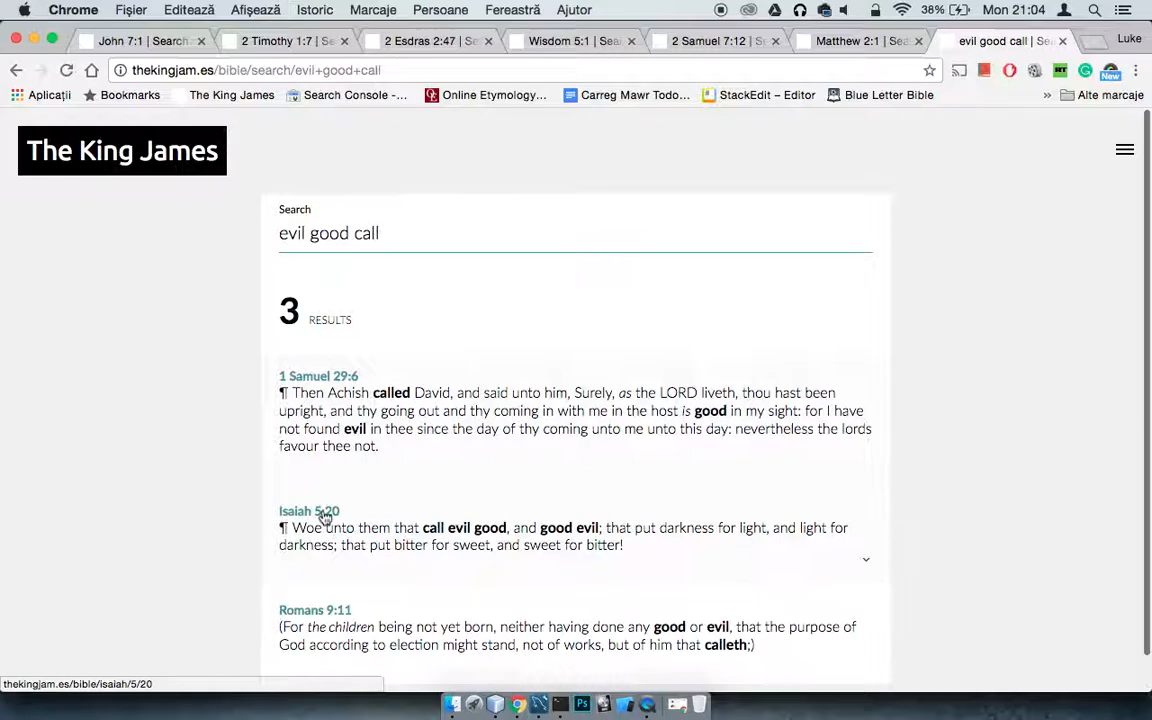 Chrome Fișier Editează Afișează Istoric Marcaje Persoane Fereastră Ajutor 38% Mon 21:04
John 7:1 | Search 2 Timothy 1:7 | Se 2 Esdras 2:47 | Se Wisdom 5:1 | Sea 2 Samuel 7:12 | S Matthew 2:1 | Sea evil good call | Sea Luke
thekingjam.es/bible/search/evil+good+call New
Aplicații Bookmarks The King James Search Console -... Online Etymology... Carreg Mawr Todo... StackEdit – Editor Blue Letter Bible » Alte marcaje
The King James
Search
evil good call
3 RESULTS
1 Samuel 29:6
¶ Then Achish called David, and said unto him, Surely, as the LORD liveth, thou hast been
upright, and thy going out and thy coming in with me in the host is good in my sight: for I have
not found evil in thee since the day of thy coming unto me unto this day: nevertheless the lords
favour thee not.
Isaiah 5:20
¶ Woe unto them that call evil good, and good evil; that put darkness for light, and light for
darkness; that put bitter for sweet, and sweet for bitter!
Romans 9:11
(For the children being not yet born, neither having done any good or evil, that the purpose of
God according to election might stand, not of works, but of him that calleth;)
thekingjam.es/bible/isaiah/5/20
Ps